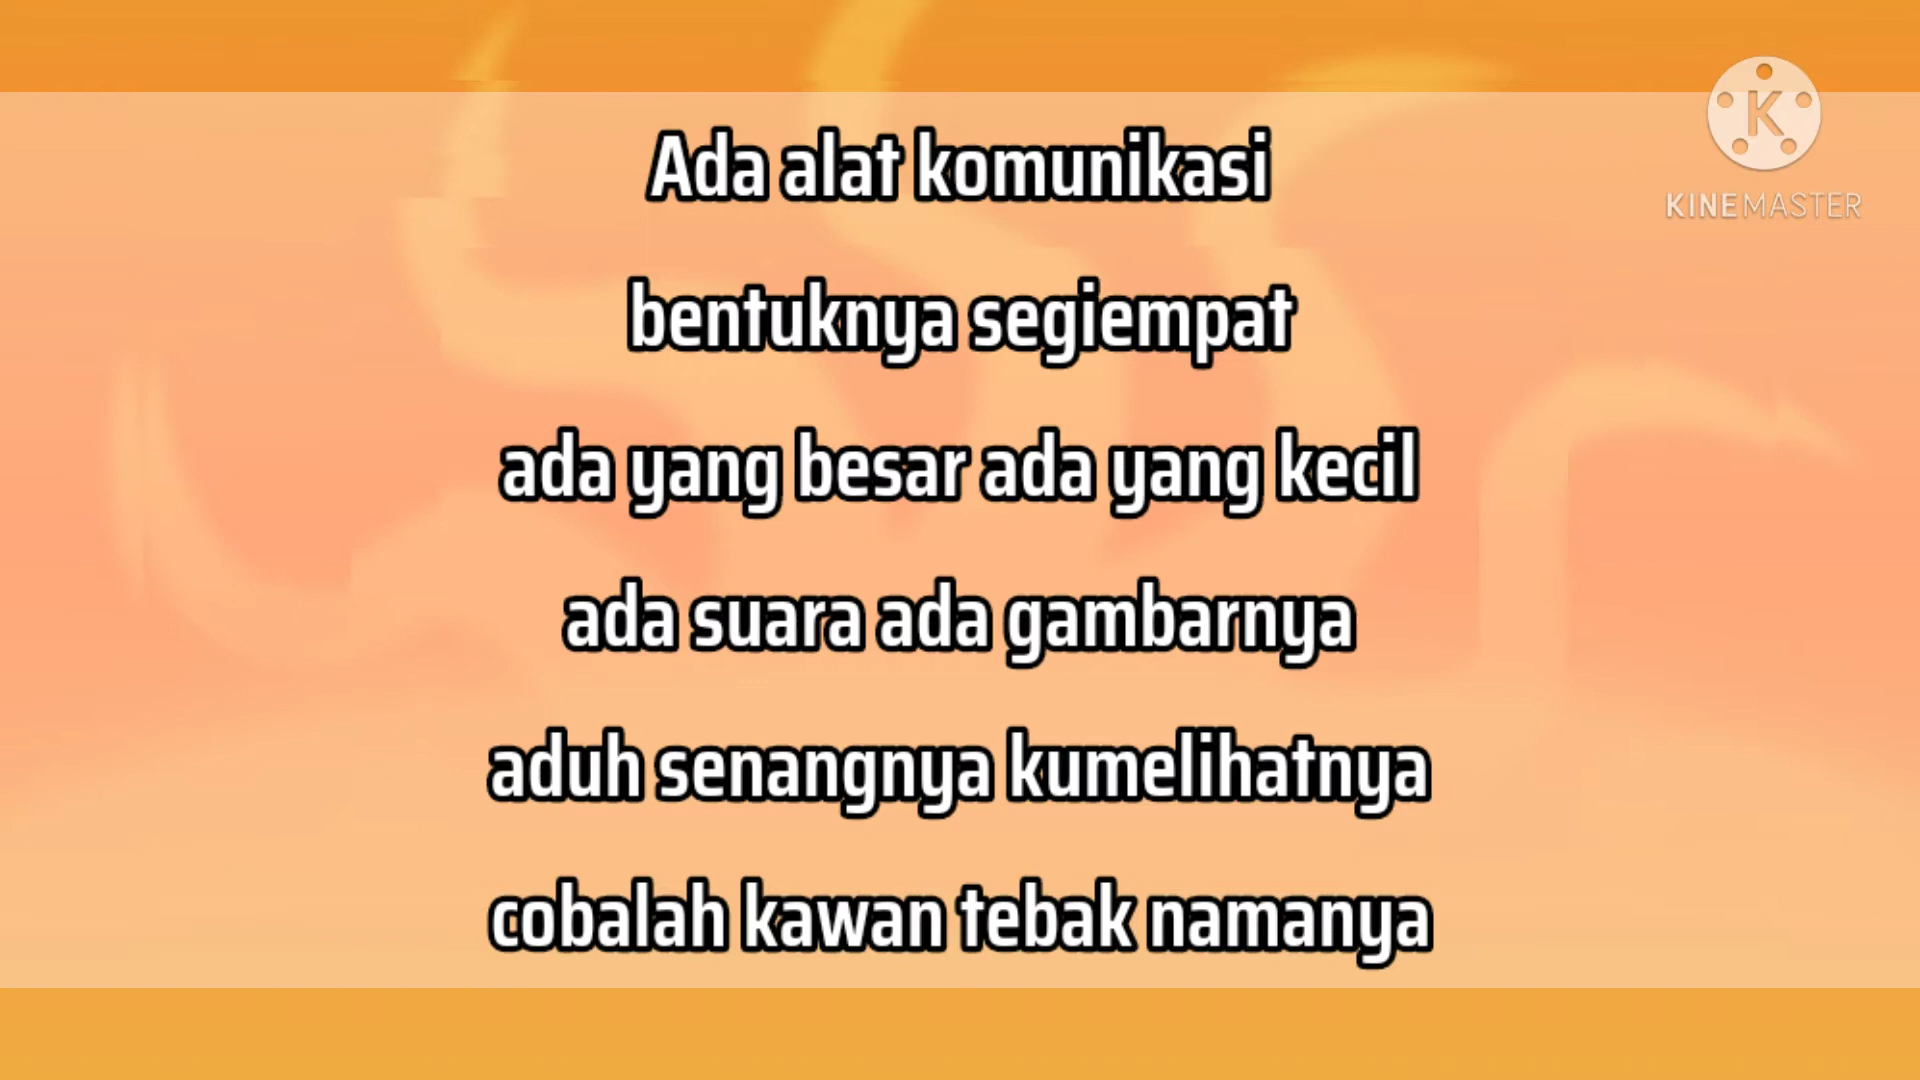 Ada alat komunikasi
bentuknya segiempat
ada yang besar ada yang kecil
ada suara ada gambarnya
aduh senangnya kumelihatnya
cobalah kawan tebak namanya
K
KINEMASTER